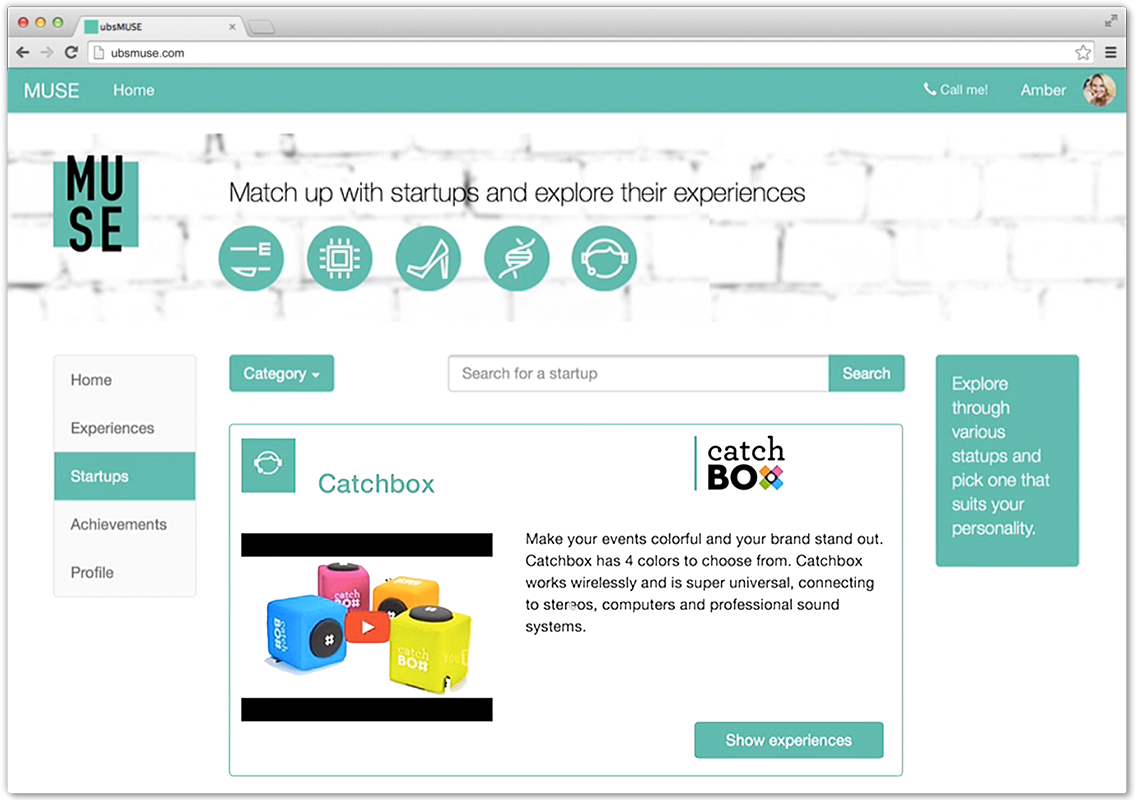 ubsMUSE
ubsmuse.com
MUSE Home Call me! Amber
MU
SE
Match up with startups and explore their experiences
E
Home
Experiences
Startups
Achievements
Profile
Category
Search for a startup
Search
Catchbox
catch
BOX
Make your events colorful and your brand stand out.
Catchbox has 4 colors to choose from. Catchbox
works wirelessly and is super universal, connecting
to stereos, computers and professional sound
systems.
catch
BO
catch
BO
catch
BO
You
Show experiences
Explore
through
various
statups and
pick one that
suits your
personality.